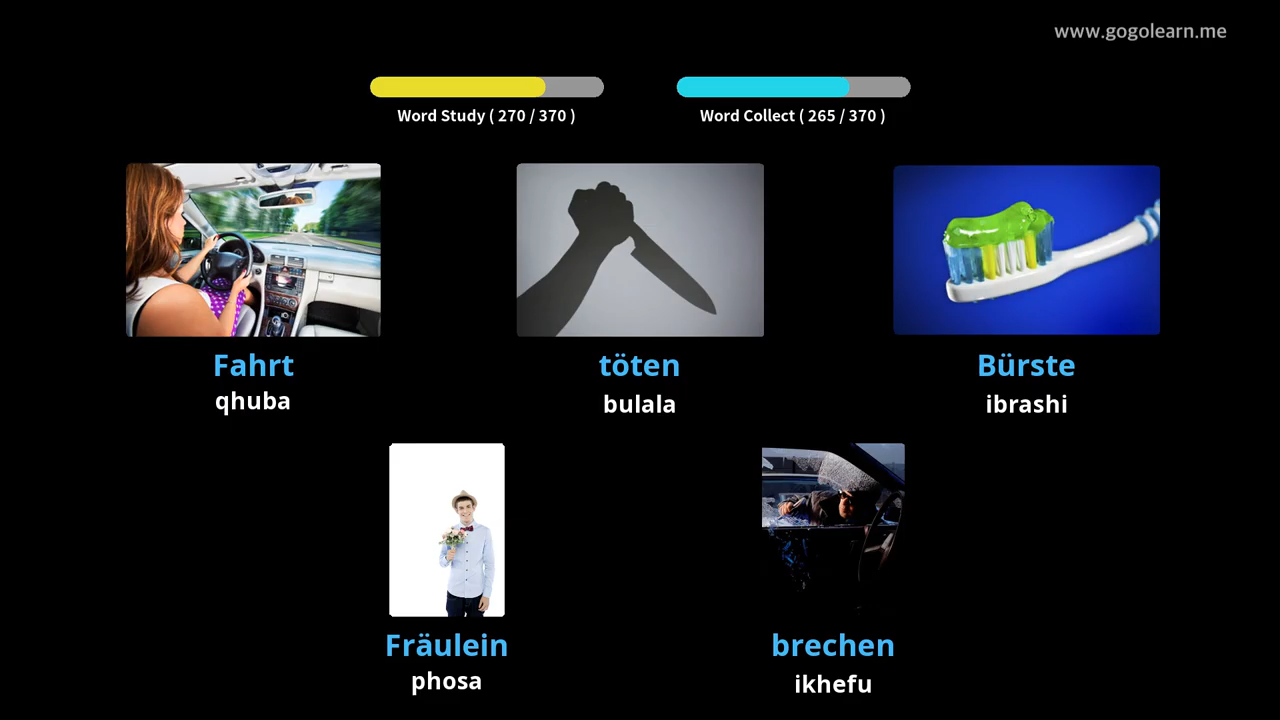 www.gogolearn.me
Word Study ( 270 / 370 )
Word Collect ( 265 / 370 )
Fahrt
qhuba
töten
bulala
Bürste
ibrashi
Fräulein
phosa
brechen
ikhefu